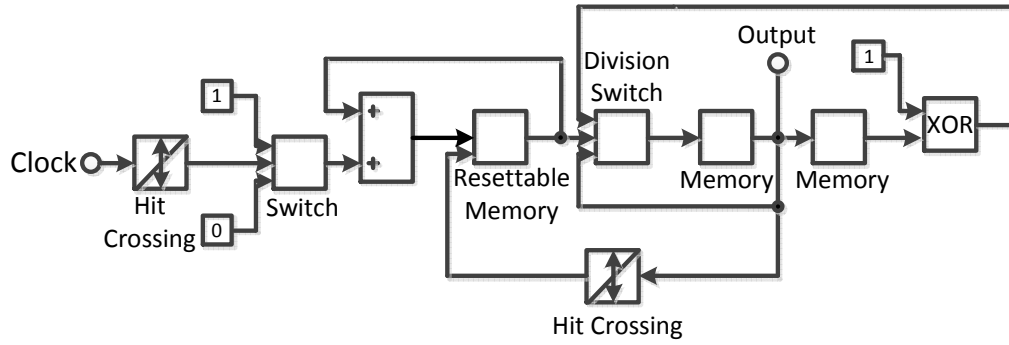 Output
Division
Switch
1
1
+
XOR
Clock
+
Hit
Crossing
Switch
Resettable
Memory
Memory
Memory
0
Hit Crossing